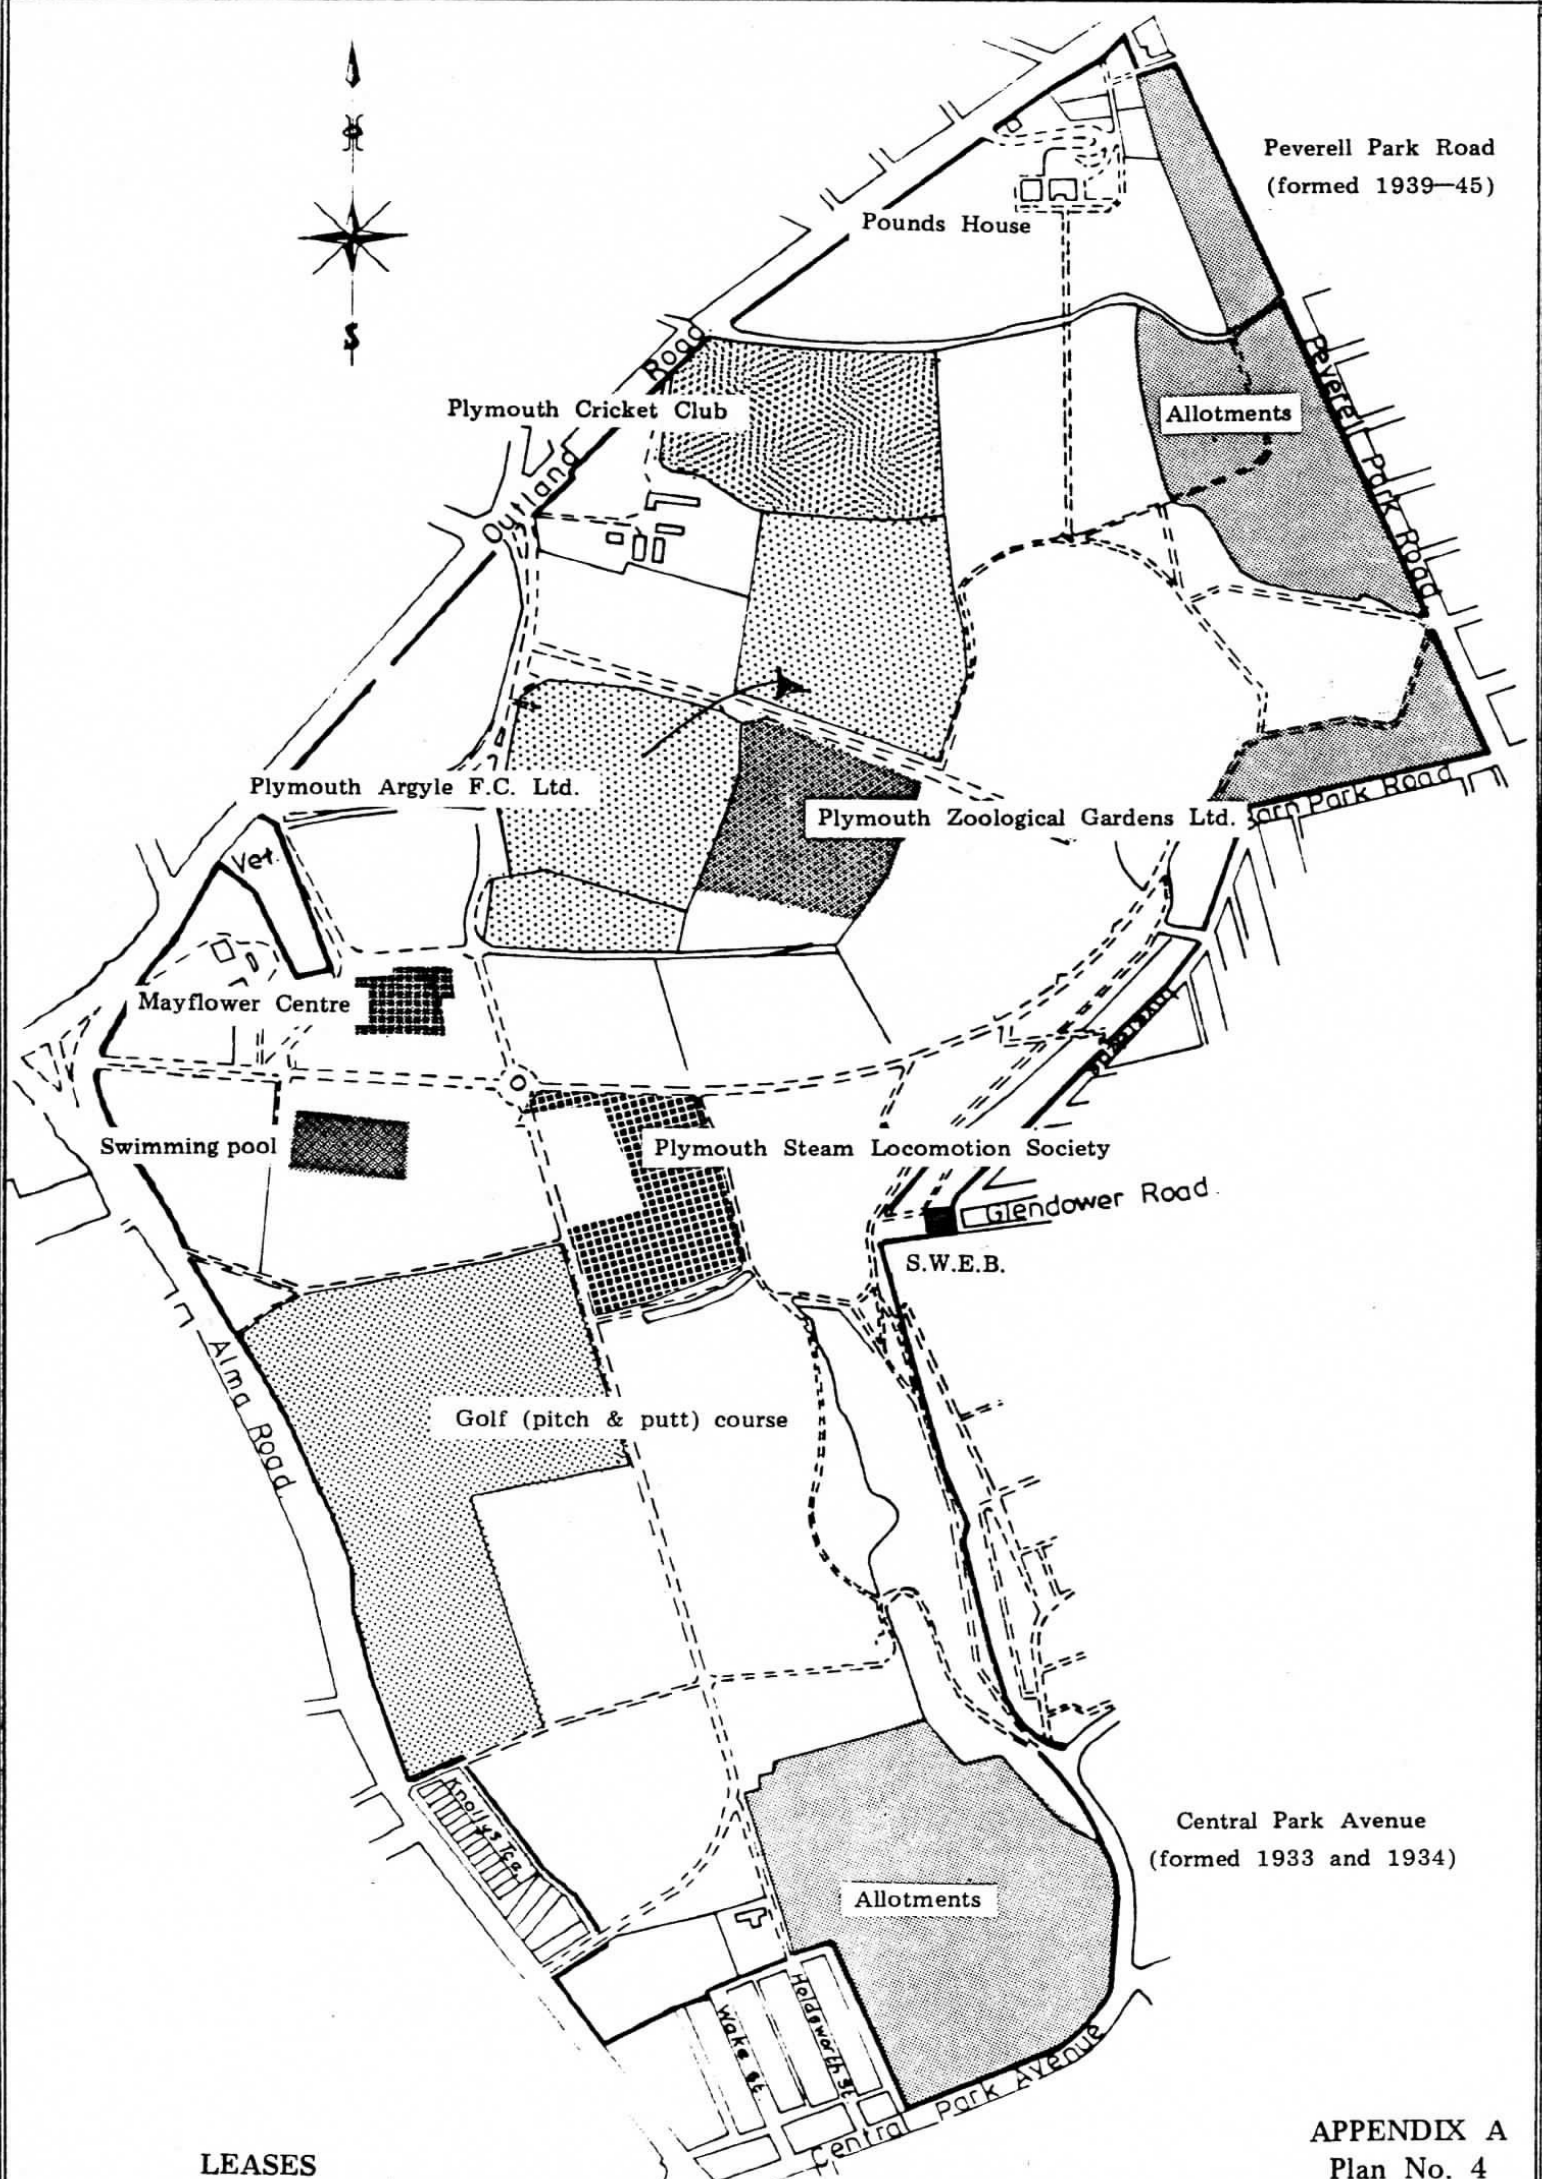 S
Peverell Park Road
(formed 1939—45)
Pounds House
Outland Road
Plymouth Cricket Club
Allotments
Peverell Park Road
Plymouth Argyle F.C. Ltd.
Plymouth Zoological Gardens Ltd.
Barn Park Road
Vet.
Mayflower Centre
Swimming pool
Plymouth Steam Locomotion Society
Glendower Road
S.W.E.B.
Alma Road
Golf (pitch & putt) course
Central Park Avenue
(formed 1933 and 1934)
Knollys Tce
Allotments
Wake St.
Holdsworth St
Central Park Avenue
LEASES
APPENDIX A
Plan No. 4